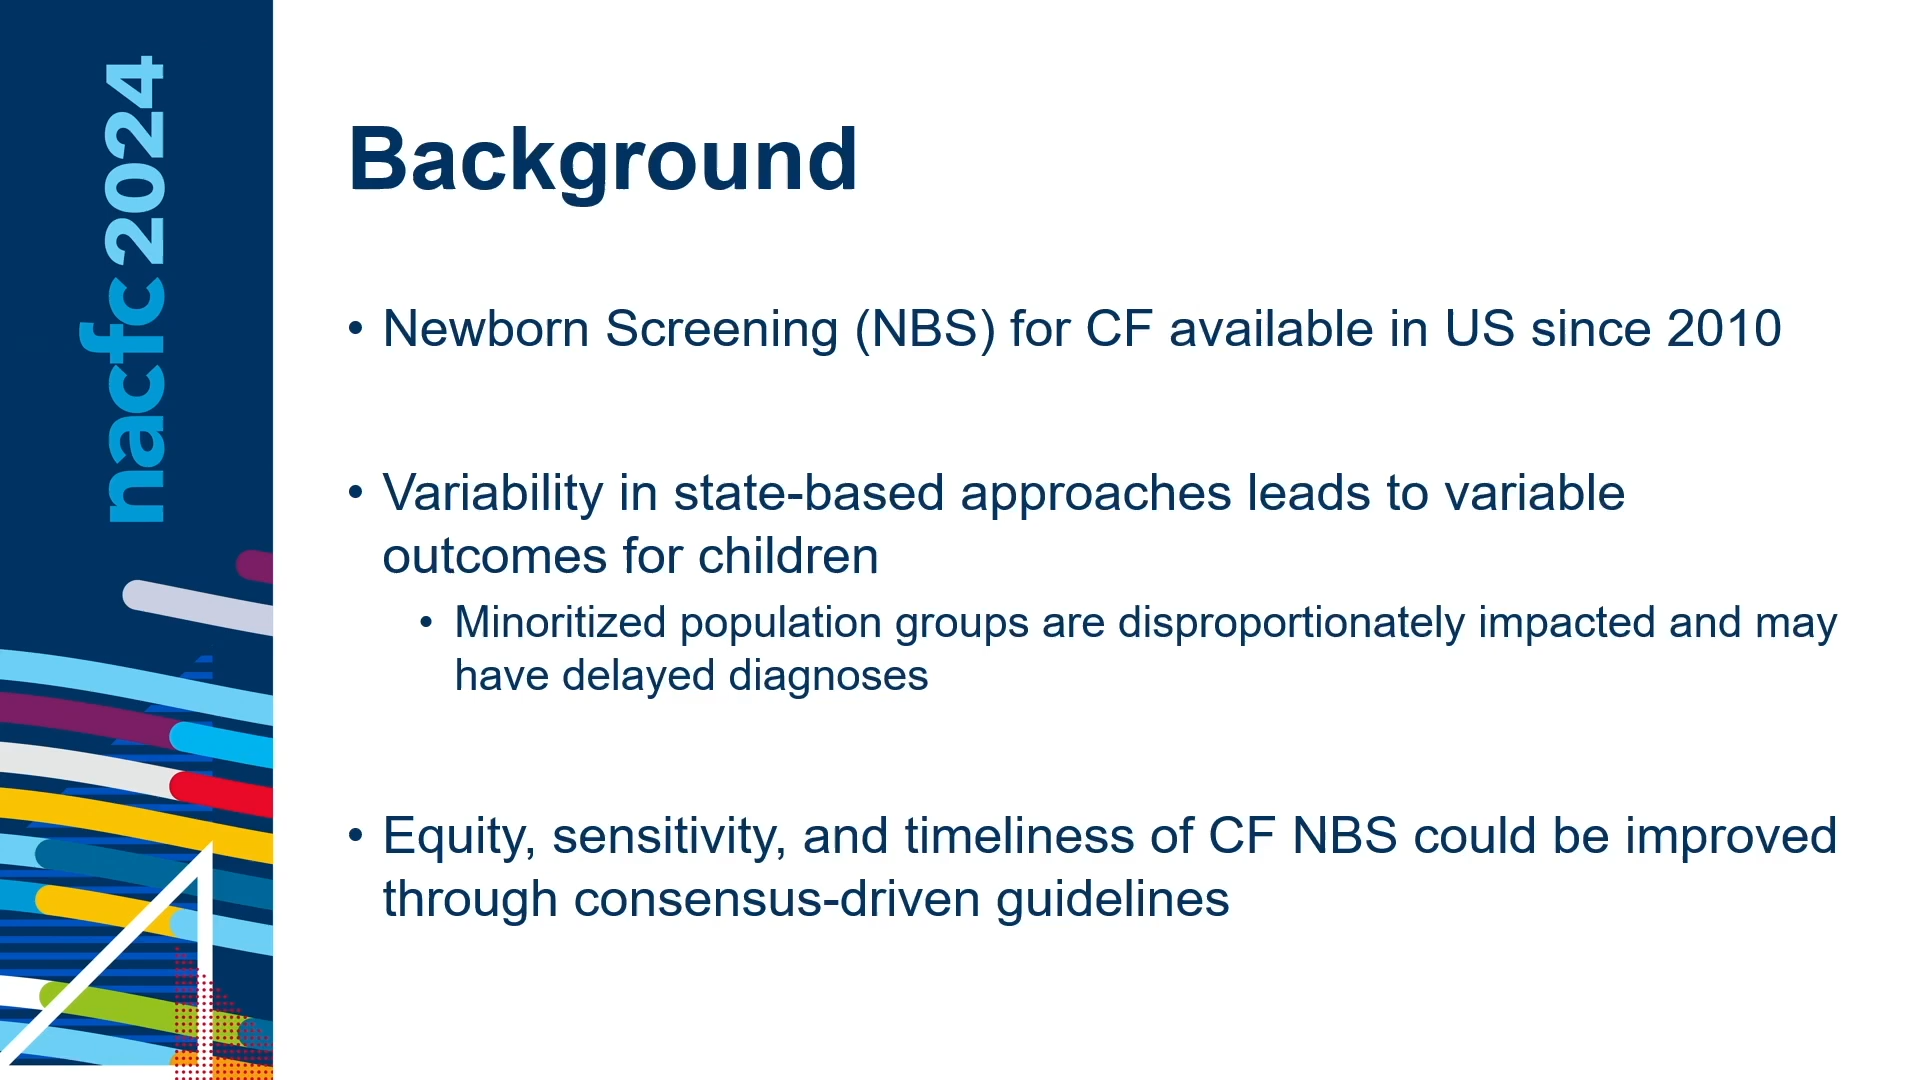 nacfc2024
Background
• Newborn Screening (NBS) for CF available in US since 2010
• Variability in state-based approaches leads to variable
outcomes for children
• Minoritized population groups are disproportionately impacted and may
have delayed diagnoses
• Equity, sensitivity, and timeliness of CF NBS could be improved
through consensus-driven guidelines